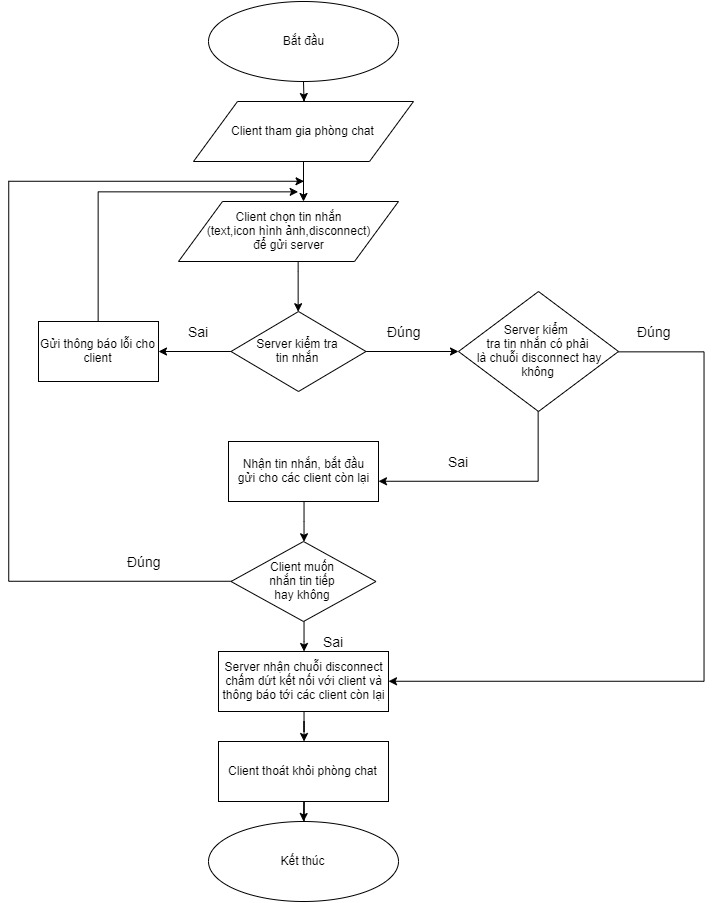 Bắt đầu
Client tham gia phòng chat
Client chọn tin nhắn
(text,icon hình ảnh,disconnect)
để gửi server
Server kiểm tra
tin nhắn
Sai
Đúng
Gửi thông báo lỗi cho
client
Server kiểm
tra tin nhắn có phải
là chuỗi disconnect hay
không
Đúng
Sai
Nhận tin nhắn, bắt đầu
gửi cho các client còn lại
Client muốn
nhắn tin tiếp
hay không
Đúng
Sai
Server nhận chuỗi disconnect
chấm dứt kết nối với client và
thông báo tới các client còn lại
Client thoát khỏi phòng chat
Kết thúc